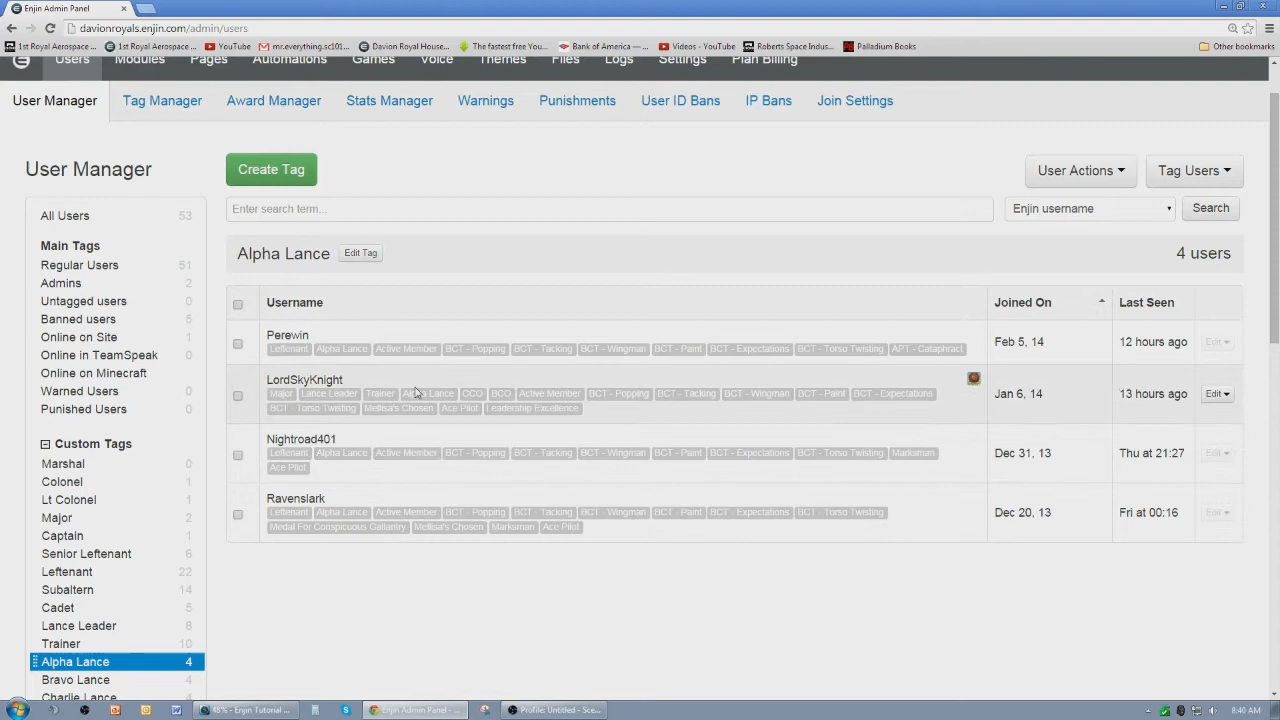 Enjin Admin Panel
davionroyals.enjin.com/admin/users
1st Royal Aerospace ... 1st Royal Aerospace ... YouTube mr.everything.sc101... Davion Royal House... The fastest free You... Bank of America —... Videos - YouTube Roberts Space Indus... Palladium Books Other bookmarks
Users Modules Pages Automations Games Voice Themes Files Logs Settings Plan Billing
User Manager Tag Manager Award Manager Stats Manager Warnings Punishments User ID Bans IP Bans Join Settings
User Manager
Create Tag
User Actions Tag Users
All Users 53
Main Tags
Regular Users 51
Admins 2
Untagged users 0
Banned users 5
Online on Site 1
Online in TeamSpeak 0
Online on Minecraft
Warned Users 0
Punished Users 0
Custom Tags
Marshal 0
Colonel 1
Lt Colonel 1
Major 2
Captain 1
Senior Leftenant 6
Leftenant 22
Subaltern 14
Cadet 5
Lance Leader 8
Trainer 10
Alpha Lance 4
Bravo Lance 4
Charlie Lance 4
Enter search term... Enjin username Search
Alpha Lance Edit Tag 4 users
Username Joined On Last Seen
Perewin Feb 5, 14 12 hours ago Edit
Leftenant Alpha Lance Active Member BCT - Popping BCT - Tacking BCT - Wingman BCT - Paint BCT - Expectations BCT - Torso Twisting APT - Cataphract
LordSkyKnight Jan 6, 14 13 hours ago Edit
Major Lance Leader Trainer Alpha Lance CCO BCO Active Member BCT - Popping BCT - Tacking BCT - Wingman BCT - Paint BCT - Expectations
BCT - Torso Twisting Mellisa's Chosen Ace Pilot Leadership Excellence
Nightroad401 Dec 31, 13 Thu at 21:27 Edit
Leftenant Alpha Lance Active Member BCT - Popping BCT - Tacking BCT - Wingman BCT - Paint BCT - Expectations BCT - Torso Twisting Marksman
Ace Pilot
Ravenslark Dec 20, 13 Fri at 00:16 Edit
Leftenant Alpha Lance Active Member BCT - Popping BCT - Tacking BCT - Wingman BCT - Paint BCT - Expectations BCT - Torso Twisting
Medal For Conspicuous Gallantry Mellisa's Chosen Marksman Ace Pilot
48% - Enjin Tutorial ... Enjin Admin Panel - ... Profile: Untitled - Sce... 8:40 AM